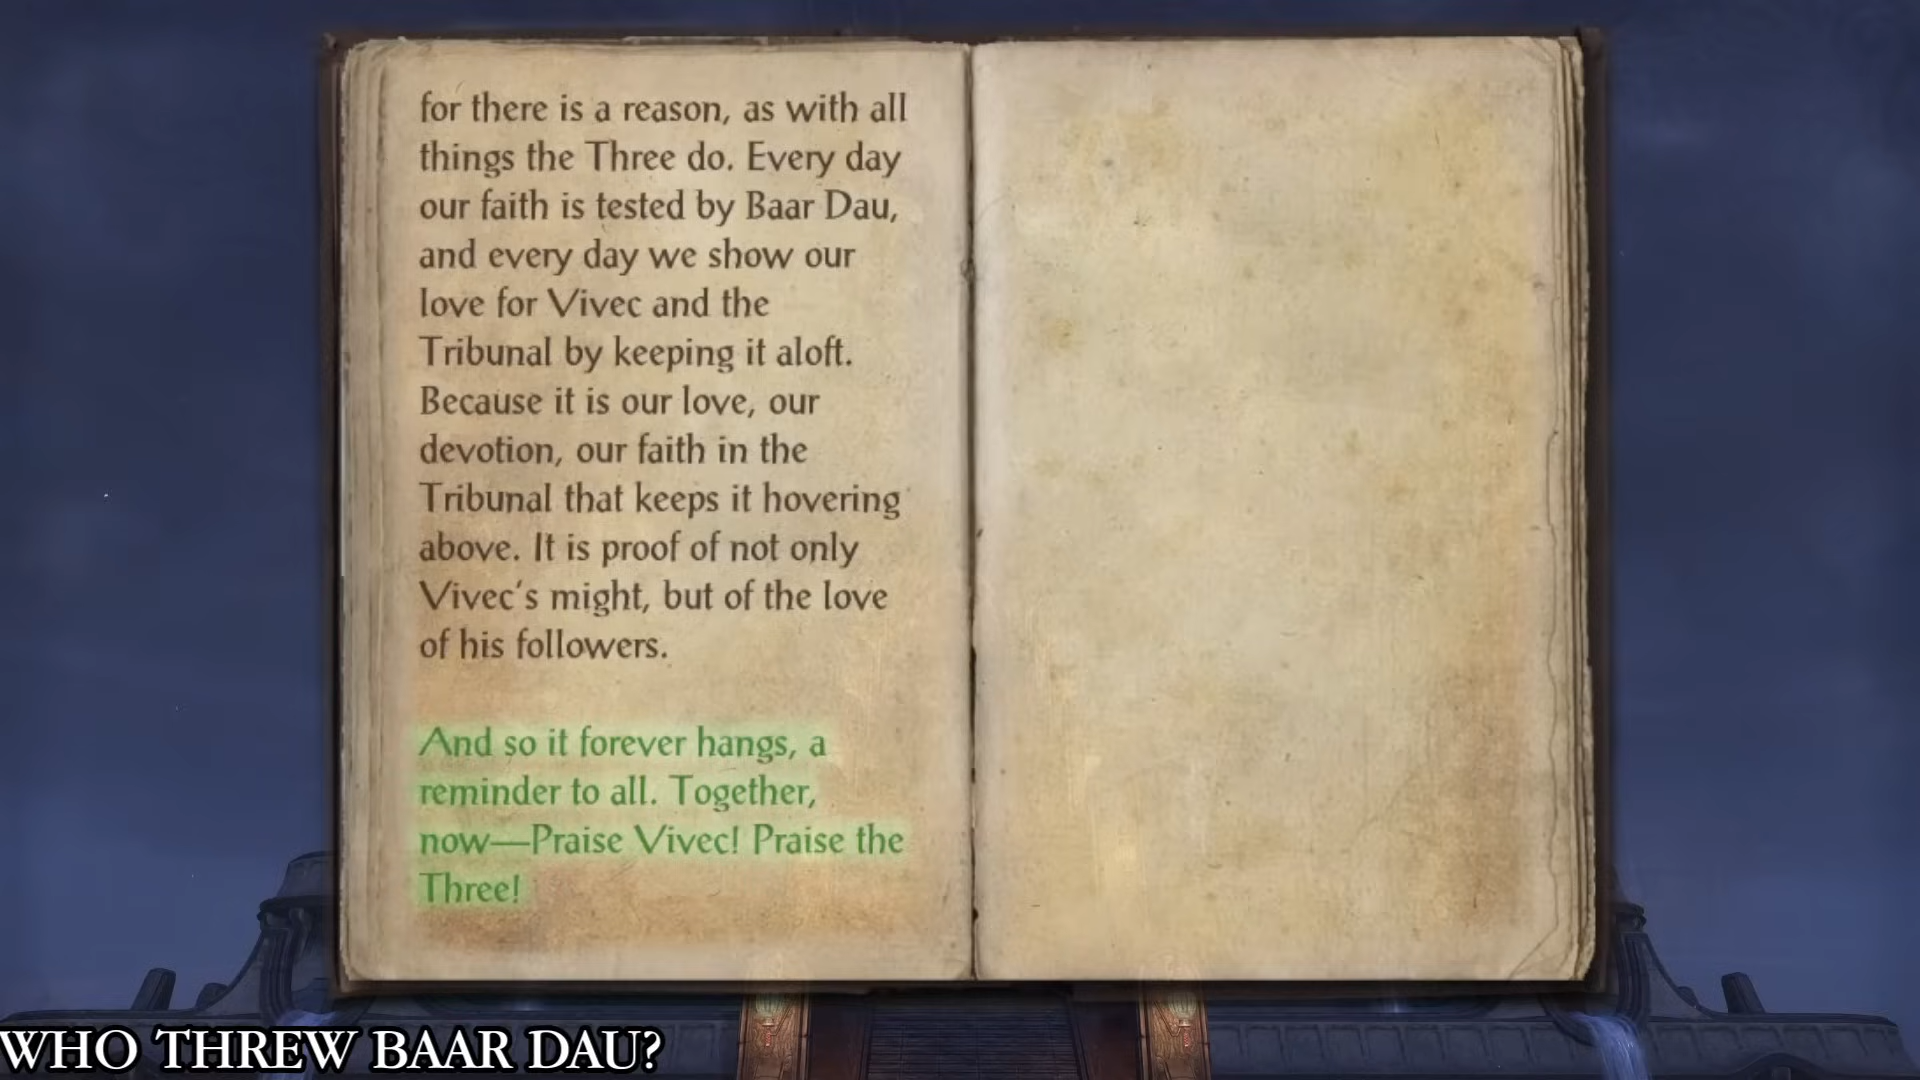 for there is a reason, as with all
things the Three do. Every day
our faith is tested by Baar Dau,
and every day we show our
love for Vivec and the
Tribunal by keeping it aloft.
Because it is our love, our
devotion, our faith in the
Tribunal that keeps it hovering
above. It is proof of not only
Vivec's might, but of the love
of his followers.
And so it forever hangs, a
reminder to all. Together,
now—Praise Vivec! Praise the
Three!
WHO THREW BAAR DAU?